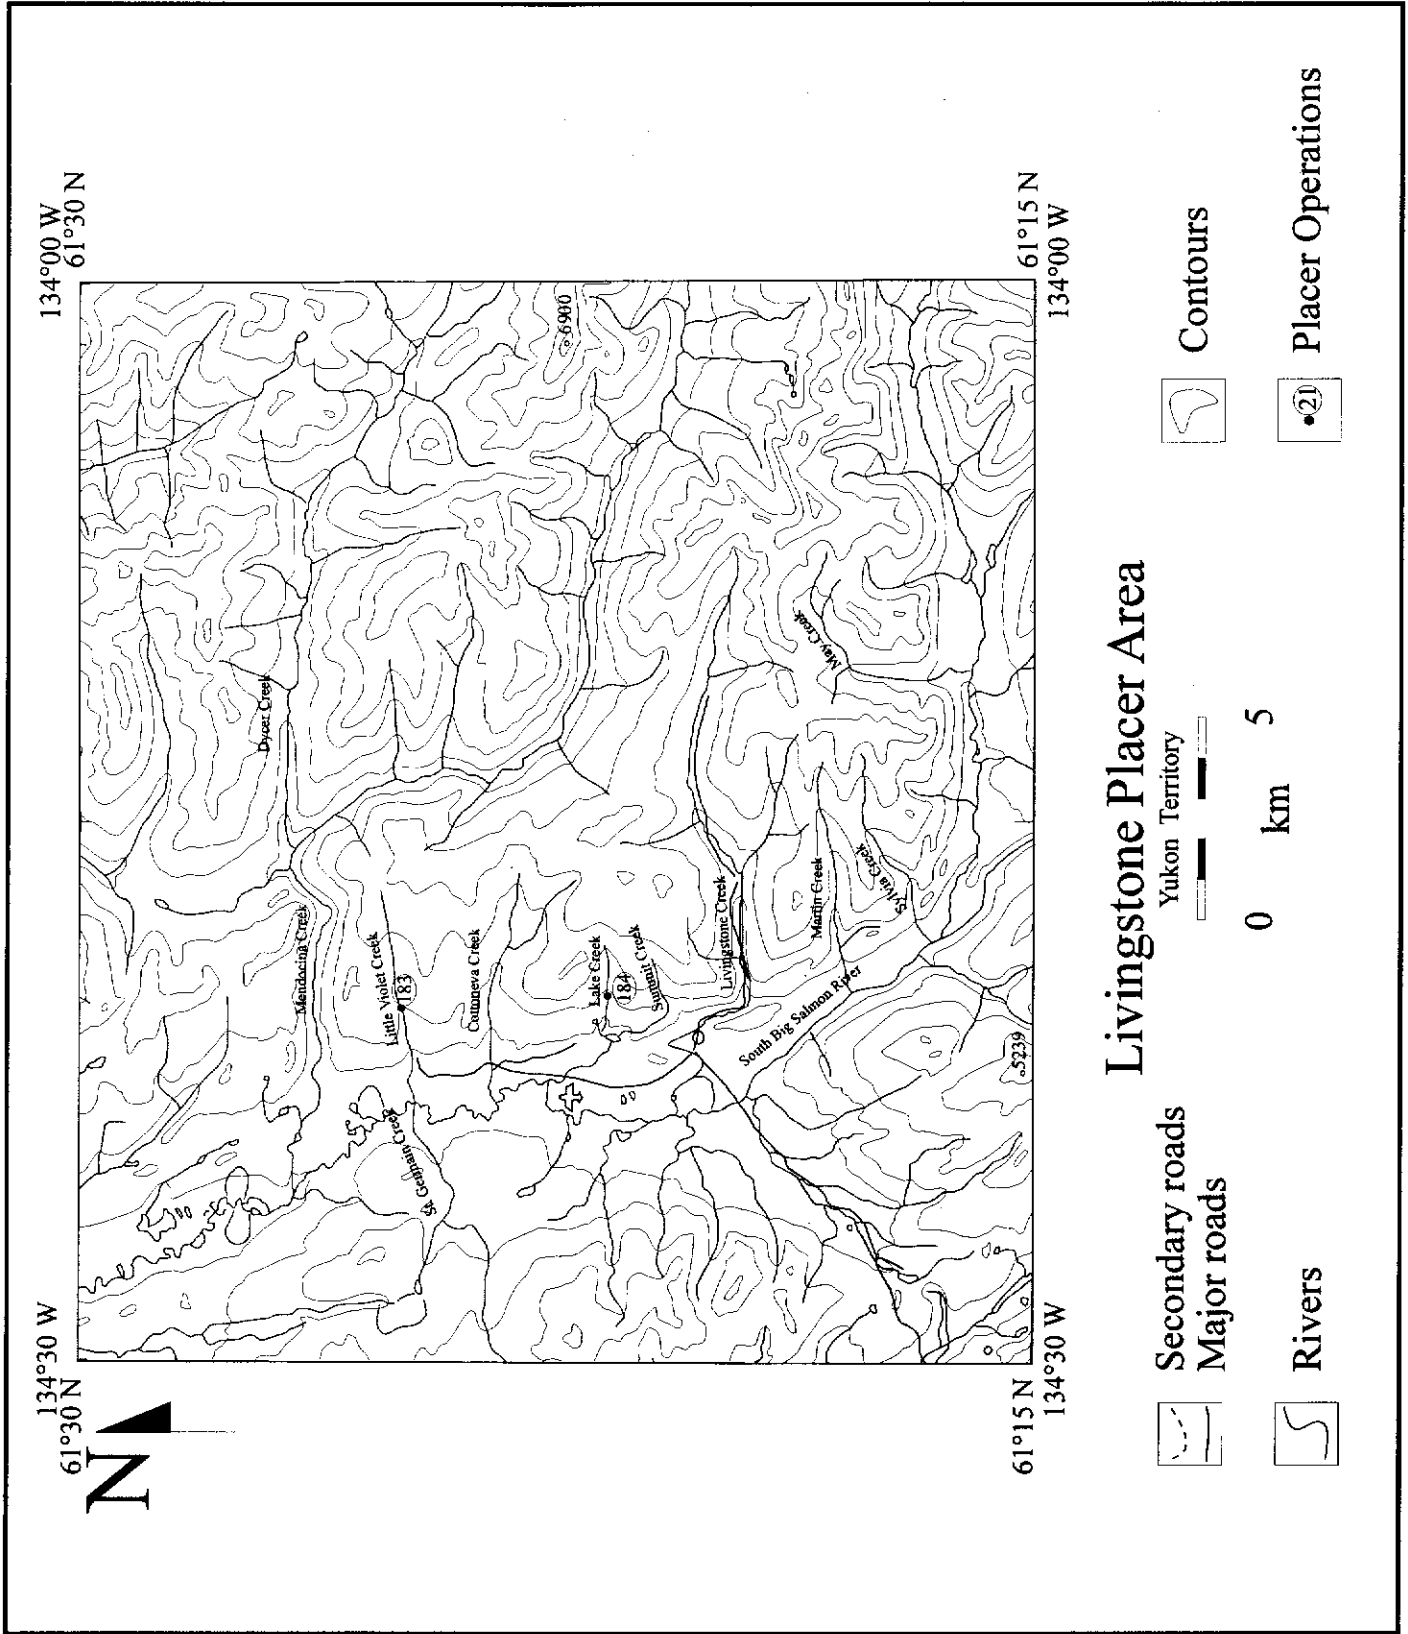 N
134°30 W
61°30 N
134°00 W
61°30 N
Dycer Creek
Mendocina Creek
Little Violet Creek
183
St. Germain Creek
Cottoneva Creek
6900
Lake Creek
184
Summit Creek
Livingstone Creek
May Creek
Martin Creek
South Big Salmon River
Sylvia Creek
5239
61°15 N
134°30 W
61°15 N
134°00 W
Livingstone Placer Area
Yukon Territory
0 5
km
Secondary roads
Major roads
Rivers
Contours
21
Placer Operations